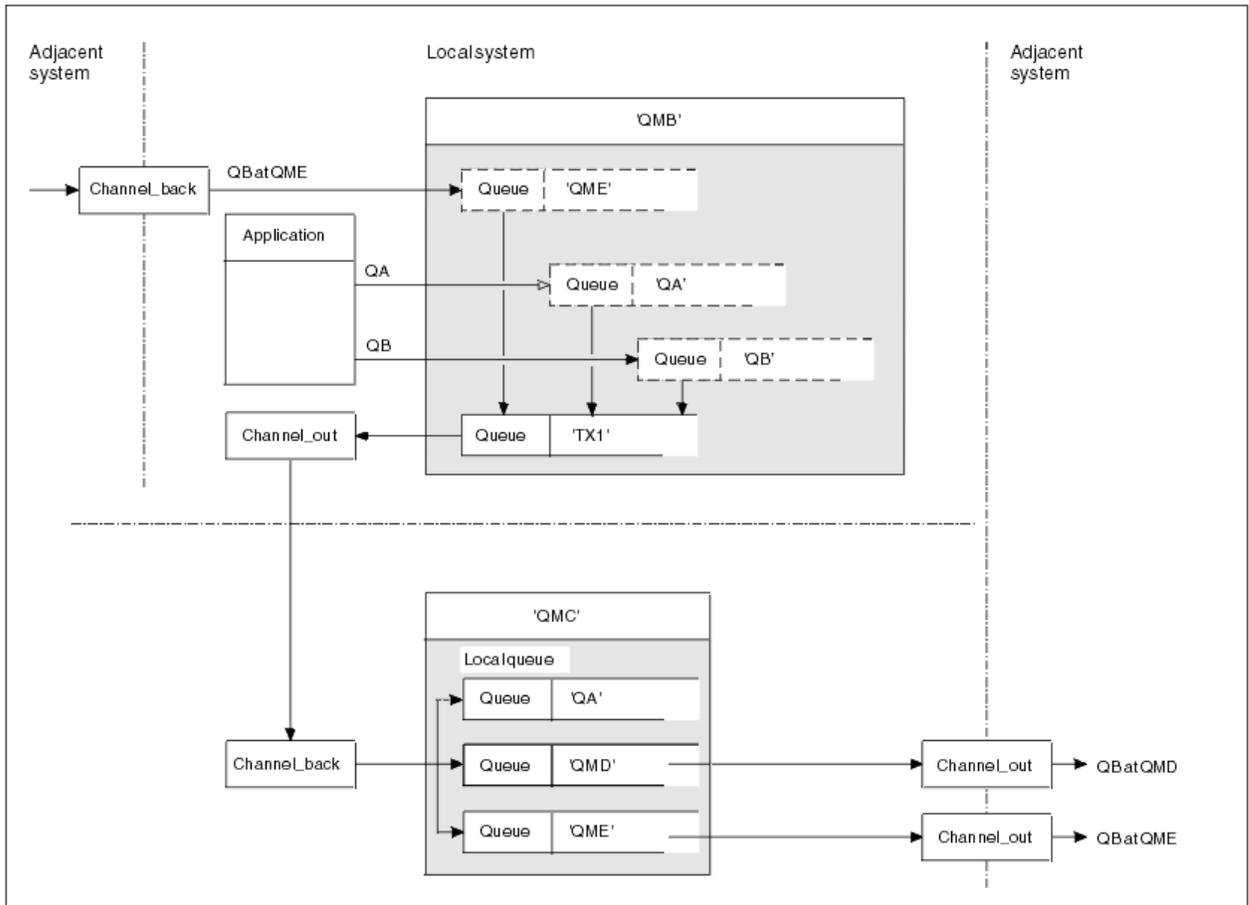 Adjacent
system
Localsystem
Adjacent
system
'QMB'
Channel_back
QBatQME
Queue 'QME'
Application
QA
Queue 'QA'
QB
Queue 'QB'
Channel_out
Queue 'TX1'
'QMC'
Localqueue
Queue 'QA'
Channel_back
Queue 'QMD'
Channel_out
QBatQMD
Queue 'QME'
Channel_out
QBatQME